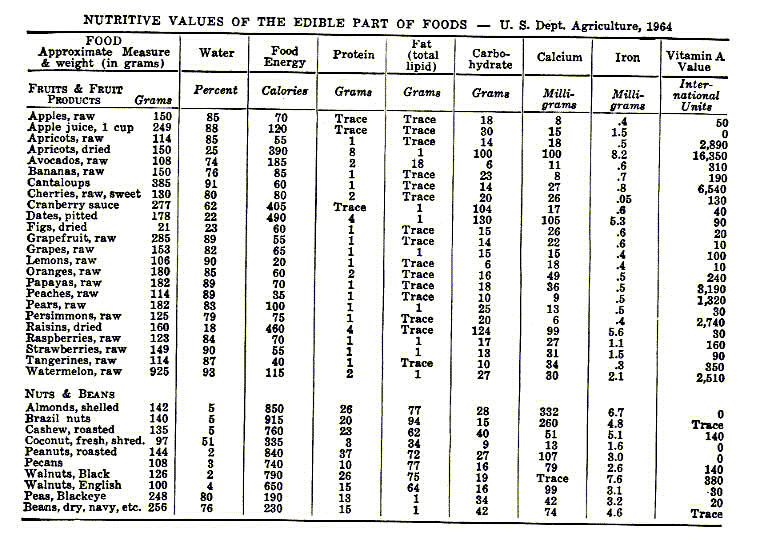 NUTRITIVE VALUES OF THE EDIBLE PART OF FOODS — U. S. Dept. Agriculture, 1964
FOOD
Approximate Measure
& weight (in grams)
Water
Food
Energy
Protein
Fat
(total
lipid)
Carbo-
hydrate
Calcium
Iron
Vitamin A
Value
FRUITS & FRUIT
PRODUCTS Grams
Percent
Calories
Grams
Grams
Grams
Milli-
grams
Milli-
grams
Inter-
national
Units
Apples, raw 150 85 70 Trace Trace 18 8 .4 50
Apple juice, 1 cup 249 88 120 Trace Trace 30 15 1.5 0
Apricots, raw 114 85 55 1 Trace 14 18 .5 2,890
Apricots, dried 150 25 390 8 1 100 100 8.2 16,350
Avocados, raw 108 74 185 2 18 6 11 .6 310
Bananas, raw 150 76 85 1 Trace 23 8 .7 190
Cantaloups 385 91 60 1 Trace 14 27 .8 6,540
Cherries, raw, sweet 130 80 80 2 Trace 20 26 .05 130
Cranberry sauce 277 62 405 Trace 1 104 17 .6 40
Dates, pitted 178 22 490 4 1 130 105 5.3 90
Figs, dried 21 23 60 1 Trace 15 26 .6 20
Grapefruit, raw 285 89 55 1 Trace 14 22 .6 10
Grapes, raw 153 82 65 1 1 15 15 .4 100
Lemons, raw 106 90 20 1 Trace 6 18 .4 10
Oranges, raw 180 85 60 2 Trace 16 49 .5 240
Papayas, raw 182 89 70 1 Trace 18 36 .5 3,190
Peaches, raw 114 89 35 1 Trace 10 9 .5 1,320
Pears, raw 182 83 100 1 1 25 13 .5 30
Persimmons, raw 125 79 75 1 Trace 20 6 .4 2,740
Raisins, dried 160 18 460 4 Trace 124 99 5.6 30
Raspberries, raw 123 84 70 1 1 17 27 1.1 160
Strawberries, raw 149 90 55 1 1 13 31 1.5 90
Tangerines, raw 114 87 40 1 Trace 10 34 .3 350
Watermelon, raw 925 93 115 2 1 27 30 2.1 2,510
NUTS & BEANS
Almonds, shelled 142 5 850 26 77 28 332 6.7 0
Brazil nuts 140 5 915 20 94 15 260 4.8 Trace
Cashew, roasted 135 5 760 23 62 40 51 5.1 140
Coconut, fresh, shred. 97 51 335 3 34 9 13 1.6 0
Peanuts, roasted 144 2 840 37 72 27 107 3.0 0
Pecans 108 3 740 10 77 16 79 2.6 140
Walnuts, Black 126 2 790 26 75 19 Trace 7.6 380
Walnuts, English 100 4 650 15 64 16 99 3.1 30
Peas, Blackeye 248 80 190 13 1 34 42 3.2 20
Beans, dry, navy, etc. 256 76 230 15 1 42 74 4.6 Trace